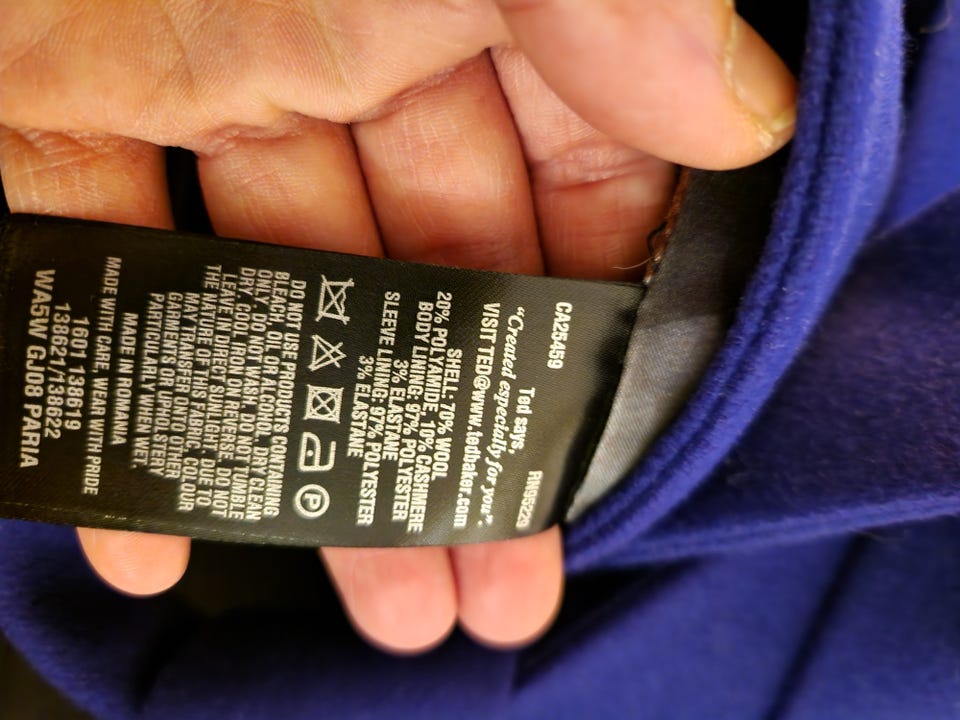 CA25459 RN95229
Ted says,
“Created especially for you”.
VISIT TED@www.tedbaker.com
SHELL: 70% WOOL
20% POLYAMIDE, 10% CASHMERE
BODY LINING: 97% POLYESTER
3% ELASTANE
SLEEVE LINING: 97% POLYESTER
3% ELASTANE
P
DO NOT USE PRODUCTS CONTAINING
BLEACH, OIL OR ALCOHOL. DRY CLEAN
ONLY. DO NOT WASH. DO NOT TUMBLE
DRY. COOL IRON ON REVERSE. DO NOT
LEAVE IN DIRECT SUNLIGHT. DUE TO
THE NATURE OF THIS FABRIC, COLOUR
MAY TRANSFER ONTO OTHER
GARMENTS OR UPHOLSTERY
PARTICULARLY WHEN WET.
MADE IN ROMANIA
MADE WITH CARE, WEAR WITH PRIDE
1601 138619
138621/138622
WA5W GJ08 PARIA